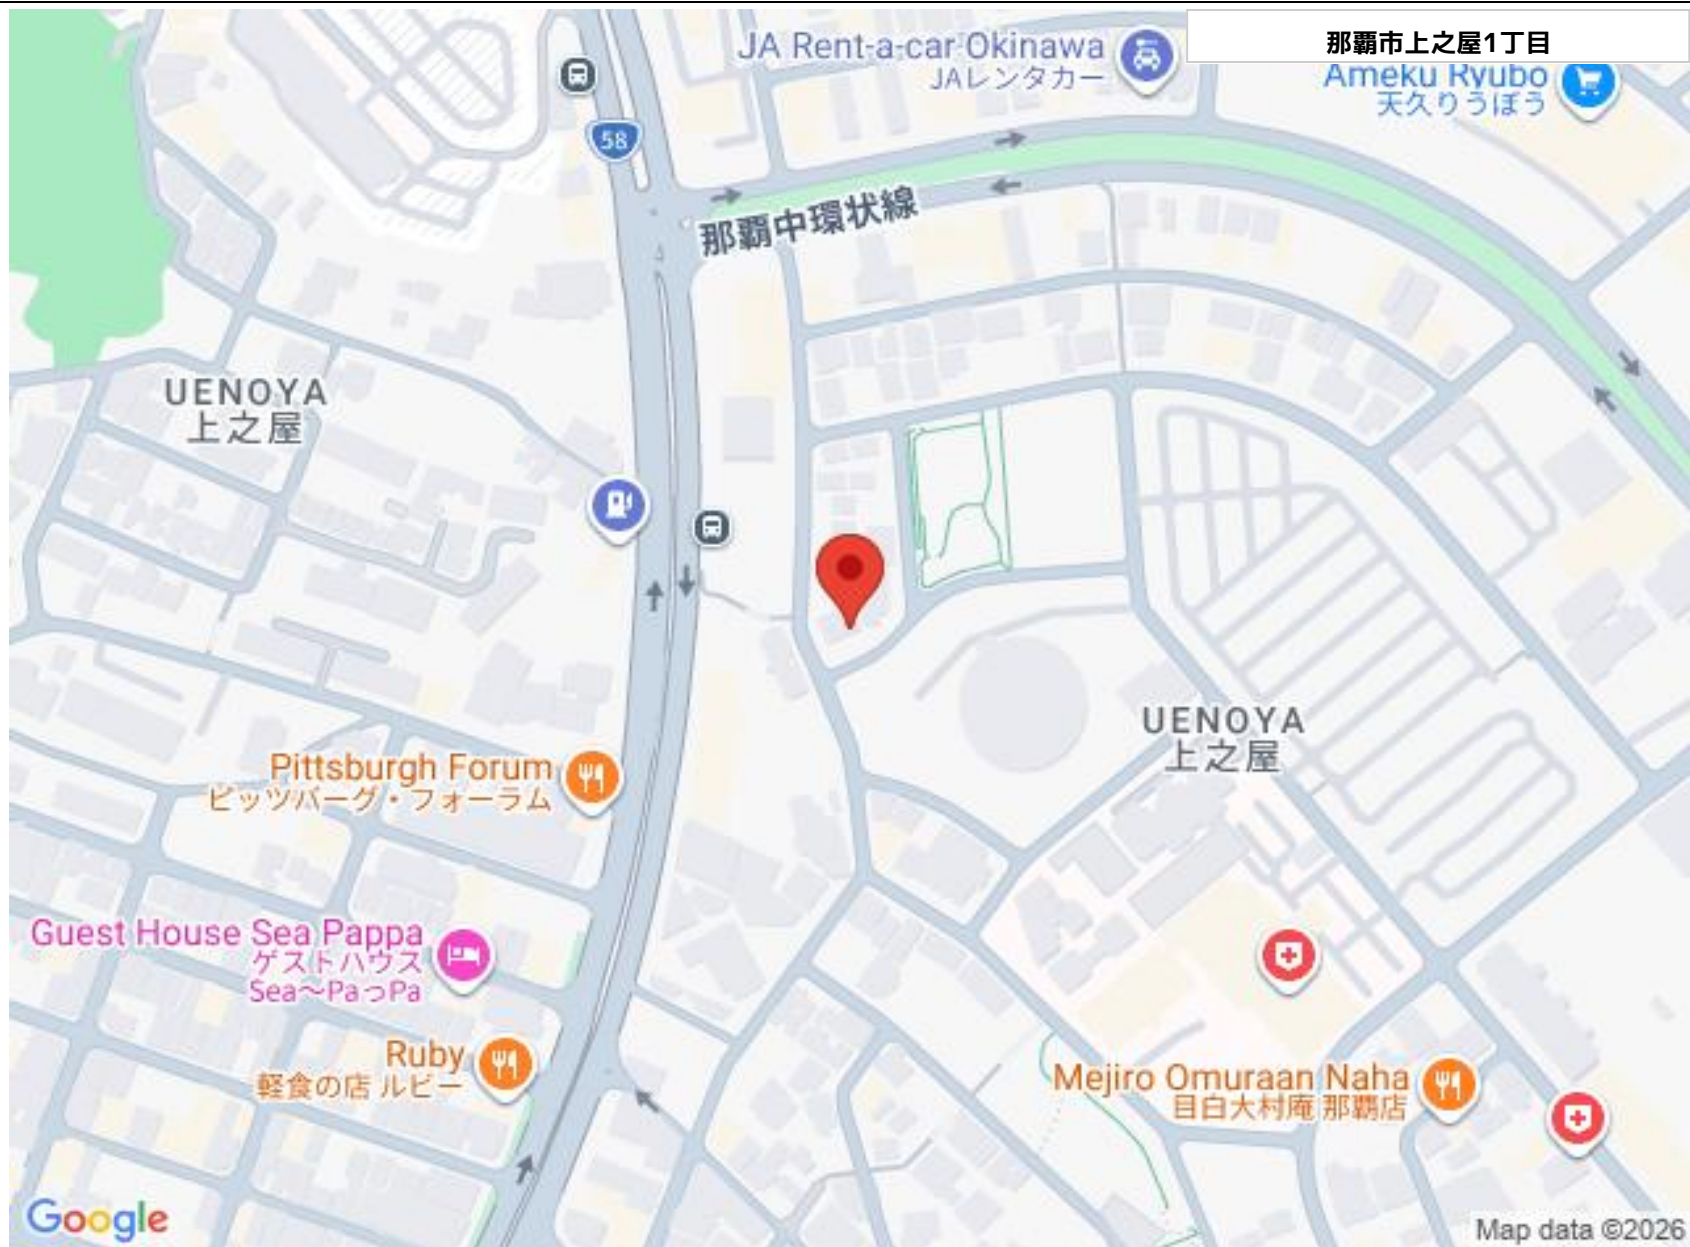 那覇市上之屋1丁目
JA Rent-a-car Okinawa
JAレンタカー
Ameku Ryubo
天久りうぼう
58
那覇中環状線
UENOYA
上之屋
UENOYA
上之屋
Pittsburgh Forum
ピッツバーグ・フォーラム
Guest House Sea Pappa
ゲストハウス
Sea〜PaっPa
Ruby
軽食の店 ルビー
Mejiro Omuraan Naha
目白大村庵 那覇店
Google
Map data ©2026